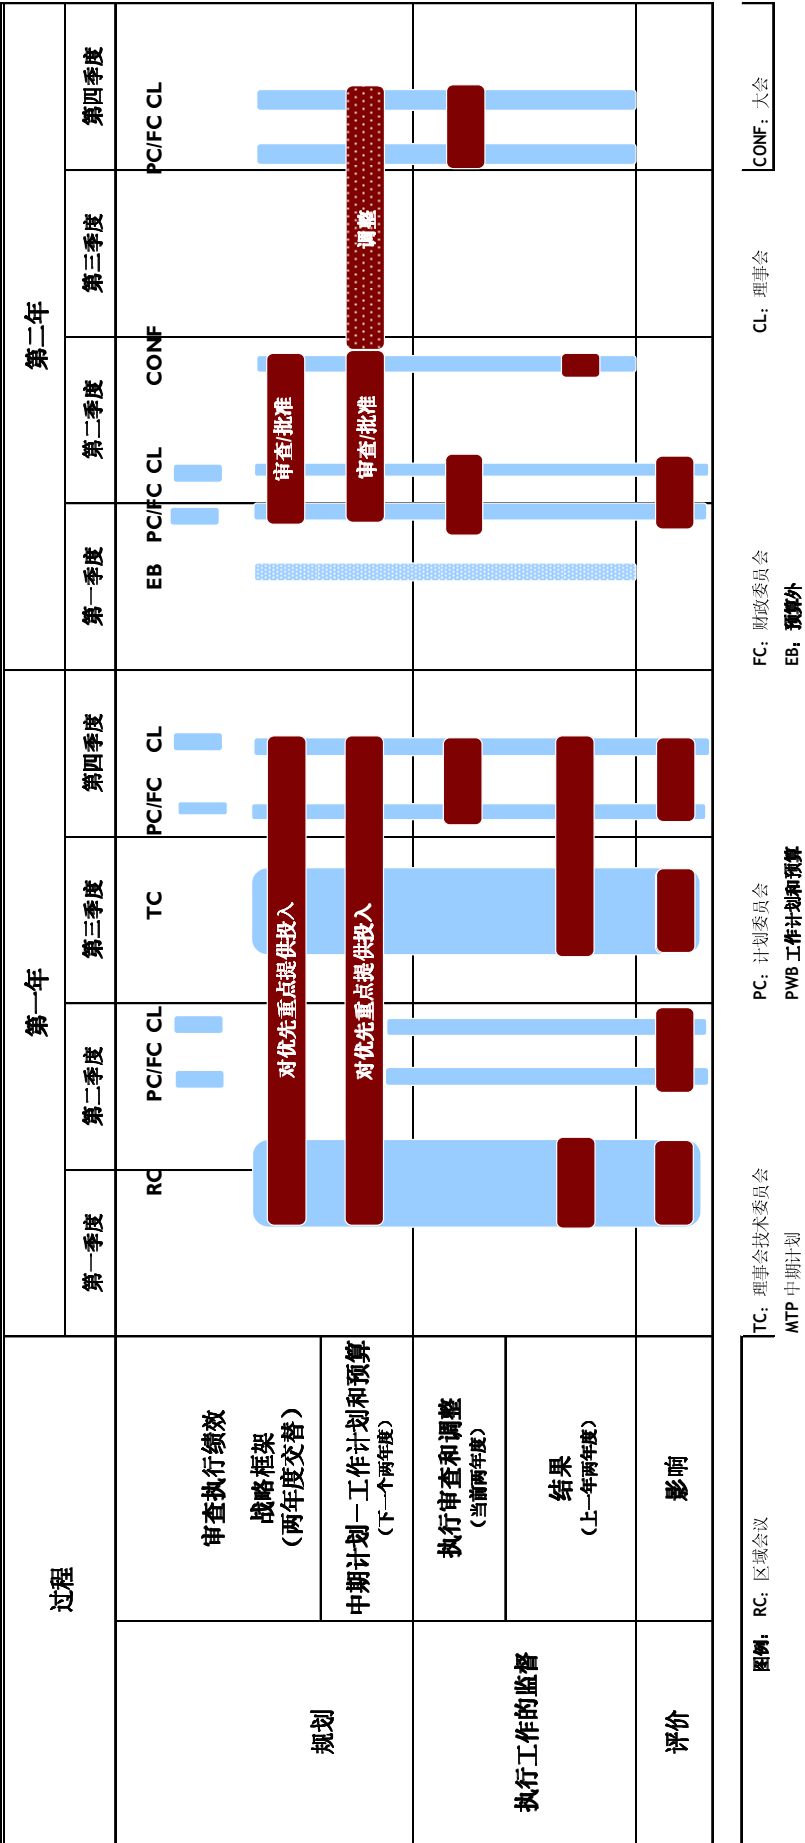 过程
第一年
第二年
第一季度
第二季度
第三季度
第四季度
第一季度
第二季度
第三季度
第四季度
RC
PC/FC CL
TC
PC/FC
CL
EB
PC/FC CL
CONF
PC/FC CL
规划
审查执行绩效
战略框架
（两年度交替）
对优先重点提供投入
审查/批准
中期计划－工作计划和预算
（下一个两年度）
对优先重点提供投入
审查/批准
调整
执行工作的监督
执行审查和调整
（当前两年度）
结果
（上一年两年度）
评价
影响
图例： RC: 区域会议
TC: 理事会技术委员会
PC: 计划委员会
FC: 财政委员会
CL: 理事会
CONF: 大会
MTP 中期计划
PWB 工作计划和预算
EB: 预算外